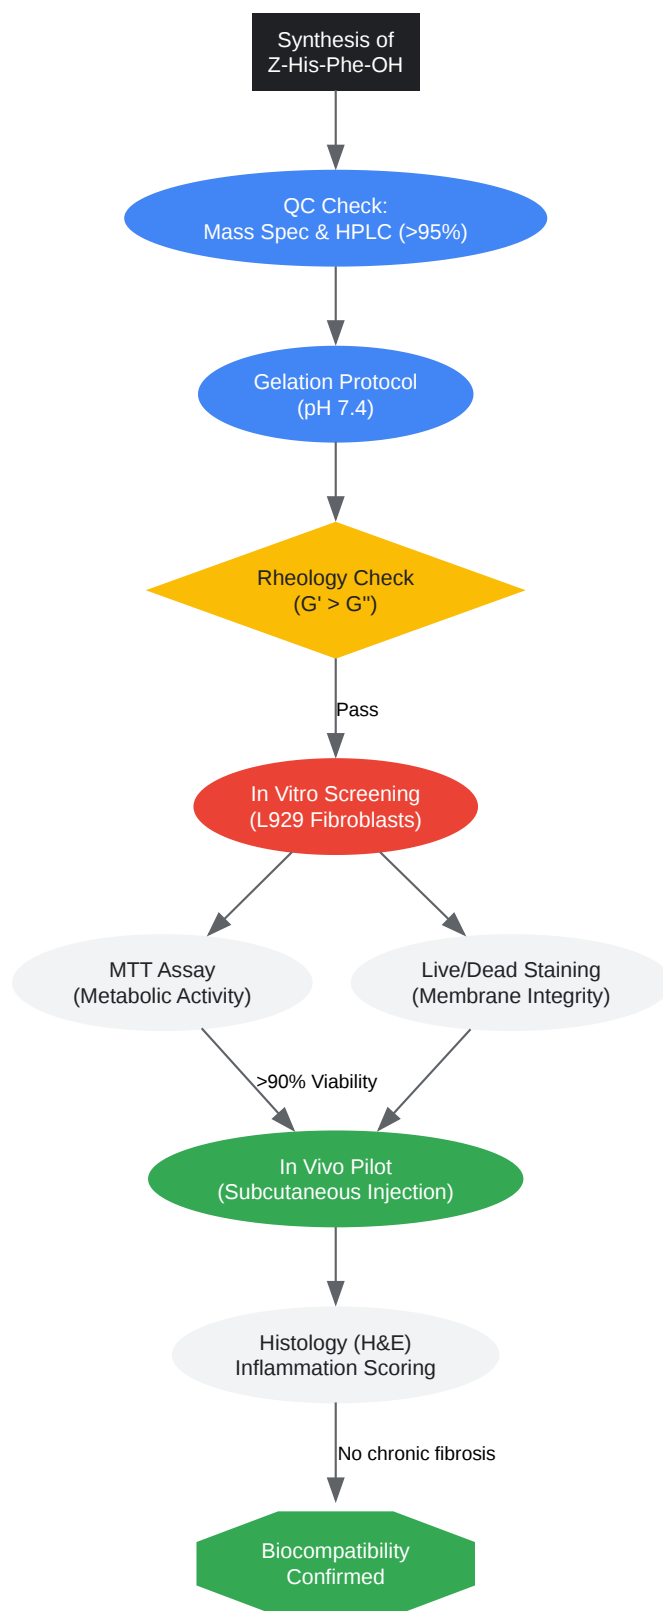 Synthesis of
Z-His-Phe-OH
QC Check:
Mass Spec & HPLC (>95%)
Gelation Protocol
(pH 7.4)
Rheology Check
(G' > G'')
Pass
In Vitro Screening
(L929 Fibroblasts)
MTT Assay
(Metabolic Activity)
Live/Dead Staining
(Membrane Integrity)
>90% Viability
In Vivo Pilot
(Subcutaneous Injection)
Histology (H&E)
Inflammation Scoring
No chronic fibrosis
Biocompatibility
Confirmed